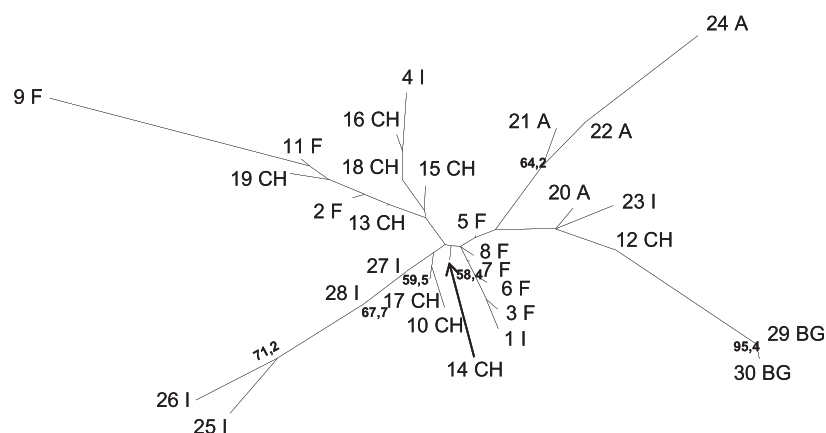 24 A
4 I
9 F
16 CH
21 A
22 A
11 F
64,2
18 CH
15 CH
19 CH
20 A
23 I
2 F
13 CH
5 F
12 CH
8 F
27 I
59,5
58,4
7 F
6 F
28 I
17 CH
67,7
3 F
10 CH
1 I
29 BG
95,4
71,2
14 CH
30 BG
26 I
25 I